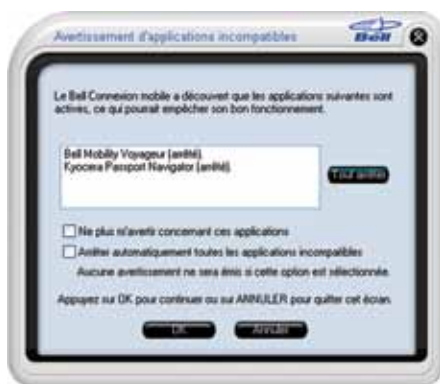 Avertissement d'applications incompatibles
Bell
Le Bell Connexion mobile a découvert que les applications suivantes sont
actives, ce qui pourrait empêcher son bon fonctionnement.
Bell Mobility Voyageur (arrêté).
Kyocera Passport Navigator (arrêté).
Tout arrêter
Ne plus m'avertir concernant ces applications
Arrêter automatiquement toutes les applications incompatibles
Aucune avertissement ne sera émis si cette option est sélectionnée.
Appuyez sur OK pour continuer ou sur ANNULER pour quitter cet écran.
OK
Annuler